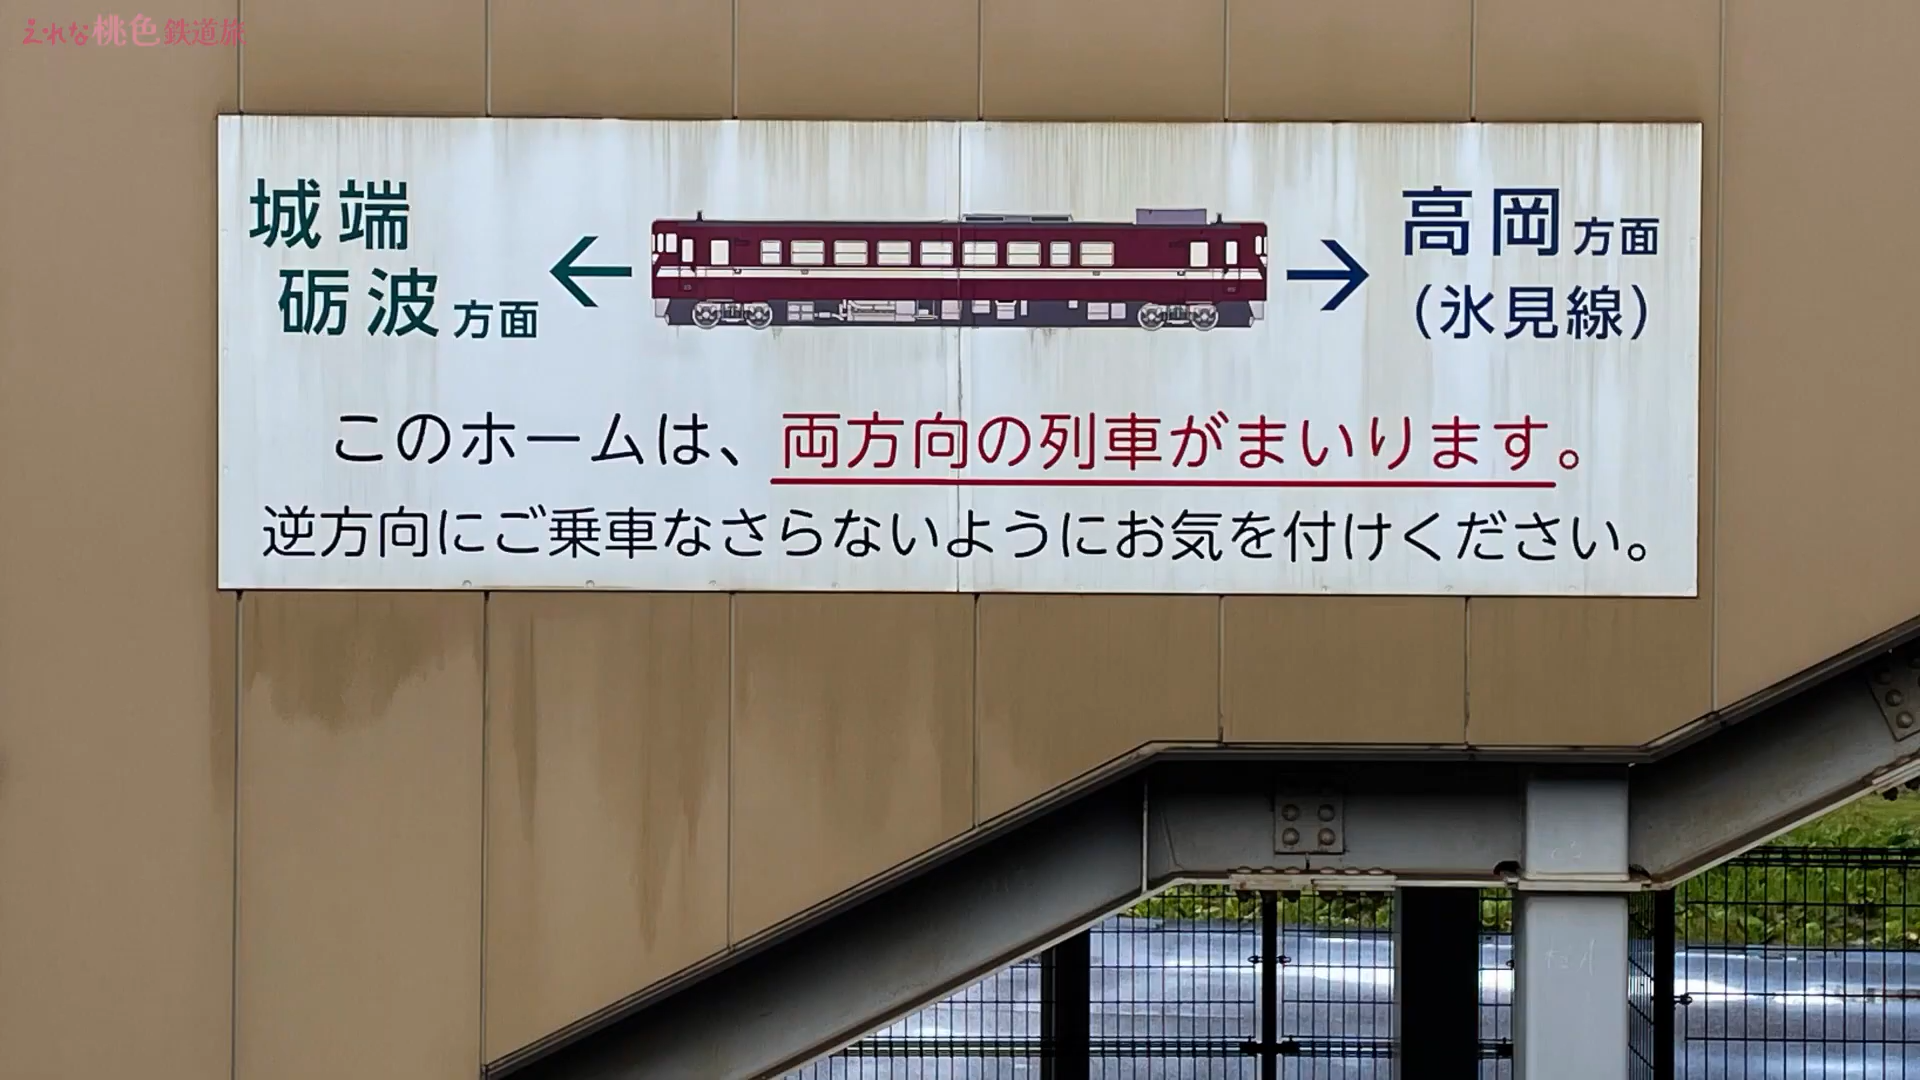 えれな桃色鉄道旅
城端
砺波方面
←
→
高岡方面
(氷見線)
このホームは、両方向の列車がまいります。
逆方向にご乗車なさらないようにお気を付けください。